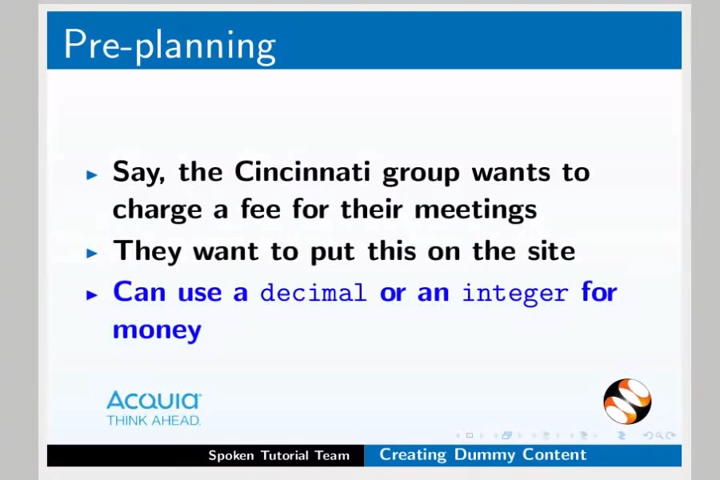 Pre-planning
Say, the Cincinnati group wants to
charge a fee for their meetings
They want to put this on the site
Can use a decimal or an integer for
money
ACQUIA
THINK AHEAD.
Spoken Tutorial Team
Creating Dummy Content